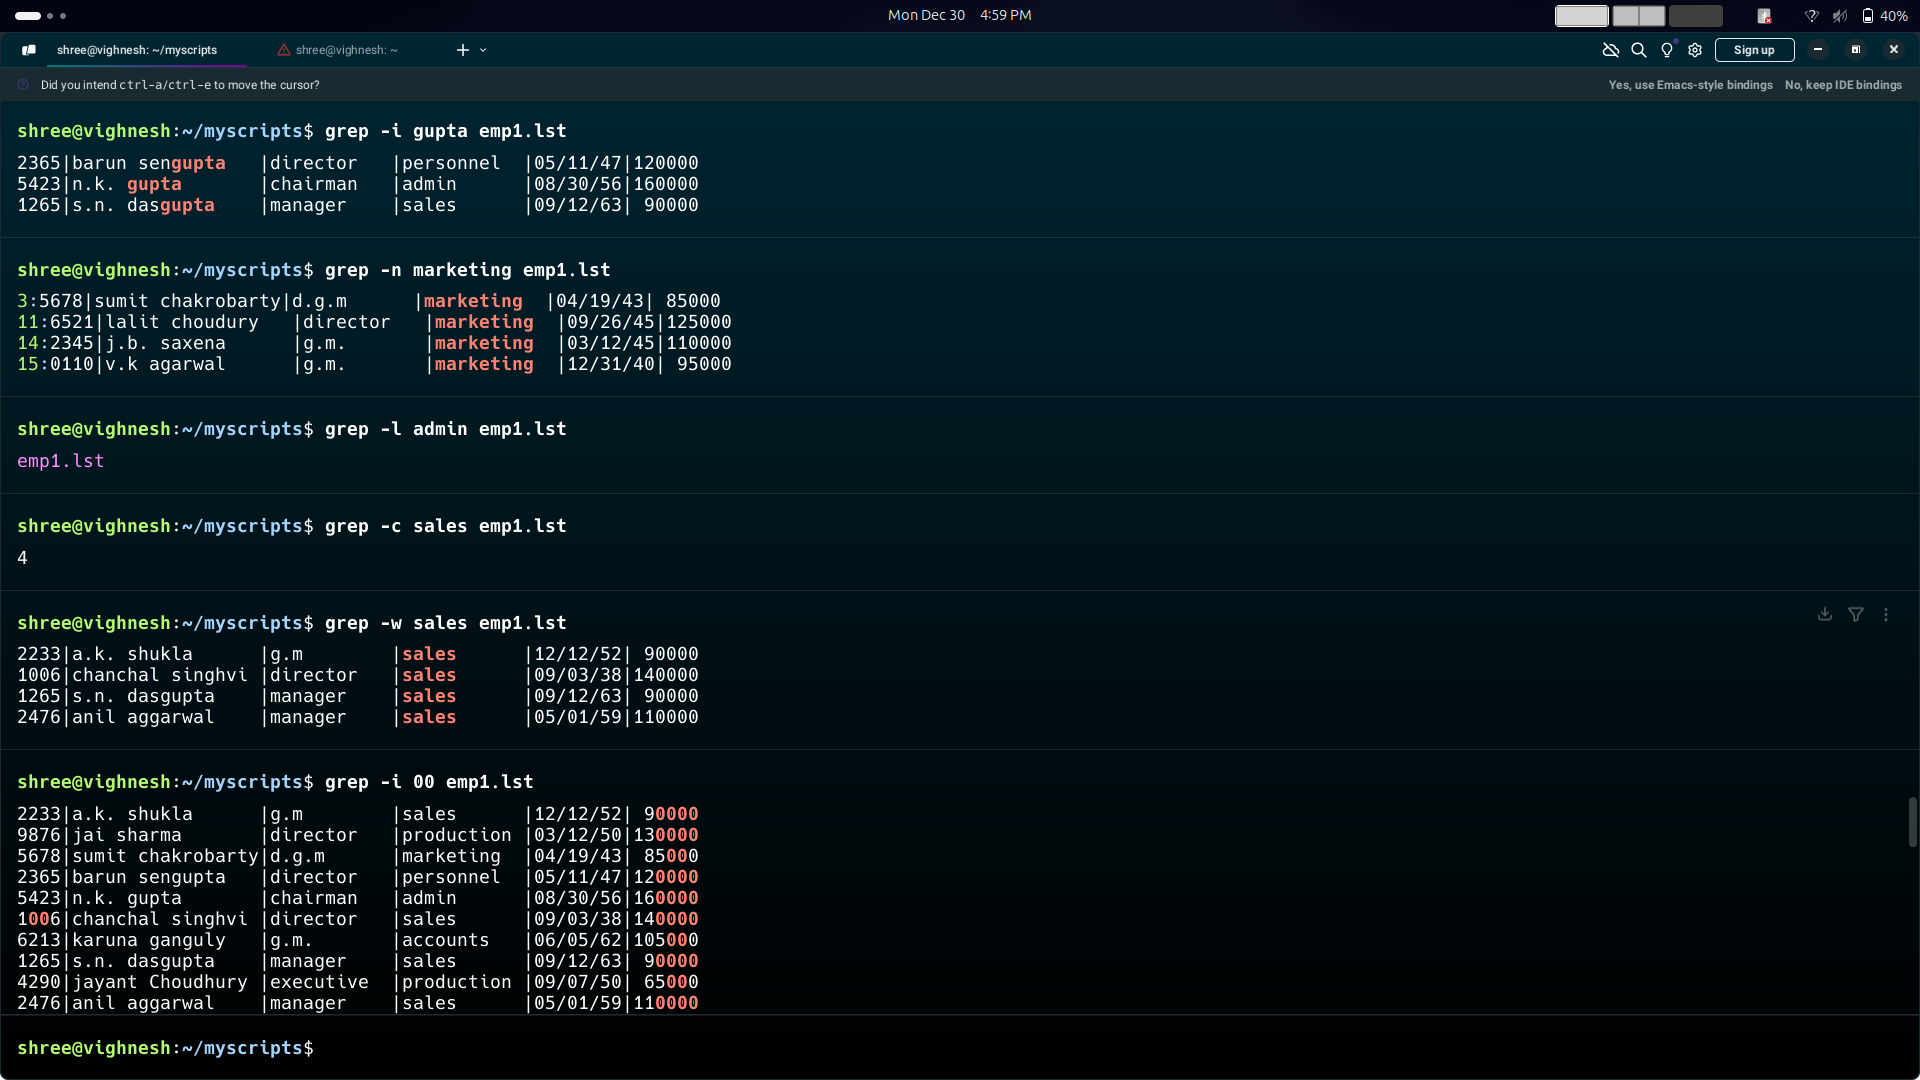 Mon Dec 30 4:59 PM
40%
shree@vighnesh: ~/myscripts
shree@vighnesh: ~
Sign up
Did you intend ctrl-a/ctrl-e to move the cursor?
Yes, use Emacs-style bindings No, keep IDE bindings
shree@vighnesh:~/myscripts$ grep -i gupta emp1.lst
2365|barun sengupta   |director   |personnel  |05/11/47|120000
5423|n.k. gupta       |chairman   |admin      |08/30/56|160000
1265|s.n. dasgupta    |manager    |sales      |09/12/63| 90000
shree@vighnesh:~/myscripts$ grep -n marketing emp1.lst
3:5678|sumit chakrobarty|d.g.m      |marketing  |04/19/43| 85000
11:6521|lalit choudury   |director   |marketing  |09/26/45|125000
14:2345|j.b. saxena      |g.m.       |marketing  |03/12/45|110000
15:0110|v.k agarwal      |g.m.       |marketing  |12/31/40| 95000
shree@vighnesh:~/myscripts$ grep -l admin emp1.lst
emp1.lst
shree@vighnesh:~/myscripts$ grep -c sales emp1.lst
4
shree@vighnesh:~/myscripts$ grep -w sales emp1.lst
2233|a.k. shukla      |g.m        |sales      |12/12/52| 90000
1006|chanchal singhvi |director   |sales      |09/03/38|140000
1265|s.n. dasgupta    |manager    |sales      |09/12/63| 90000
2476|anil aggarwal    |manager    |sales      |05/01/59|110000
shree@vighnesh:~/myscripts$ grep -i 00 emp1.lst
2233|a.k. shukla      |g.m        |sales      |12/12/52| 90000
9876|jai sharma       |director   |production |03/12/50|130000
5678|sumit chakrobarty|d.g.m      |marketing  |04/19/43| 85000
2365|barun sengupta   |director   |personnel  |05/11/47|120000
5423|n.k. gupta       |chairman   |admin      |08/30/56|160000
1006|chanchal singhvi |director   |sales      |09/03/38|140000
6213|karuna ganguly   |g.m.       |accounts   |06/05/62|105000
1265|s.n. dasgupta    |manager    |sales      |09/12/63| 90000
4290|jayant Choudhury |executive  |production |09/07/50| 65000
2476|anil aggarwal    |manager    |sales      |05/01/59|110000
shree@vighnesh:~/myscripts$